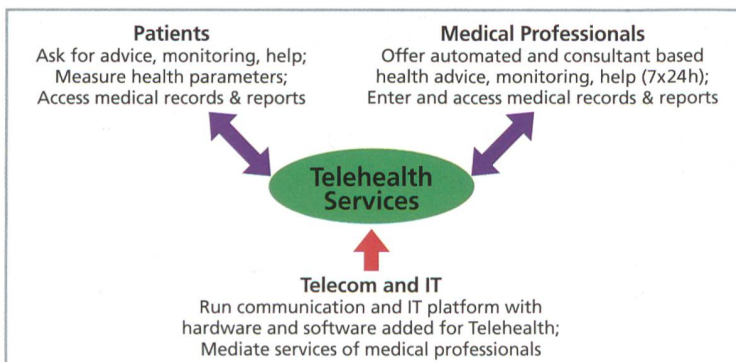 Patients
Ask for advice, monitoring, help;
Measure health parameters;
Access medical records & reports
Medical Professionals
Offer automated and consultant based
health advice, monitoring, help (7x24h);
Enter and access medical records & reports
Telehealth
Services
Telecom and IT
Run communication and IT platform with
hardware and software added for Telehealth;
Mediate services of medical professionals